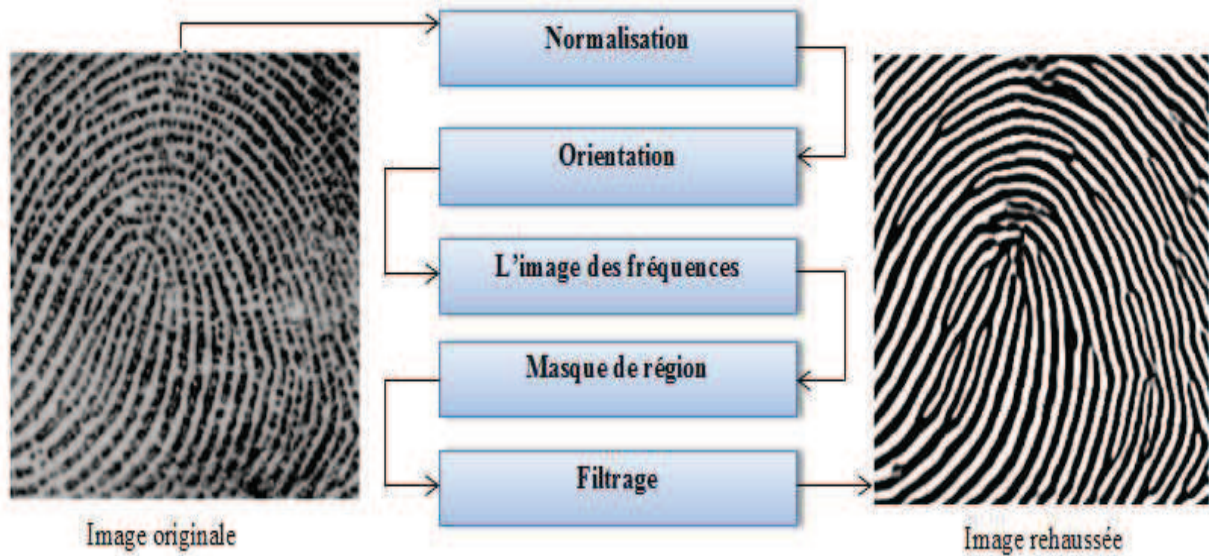 Normalisation
Orientation
L'image des fréquences
Masque de région
Filtrage
Image originale
Image rehaussée